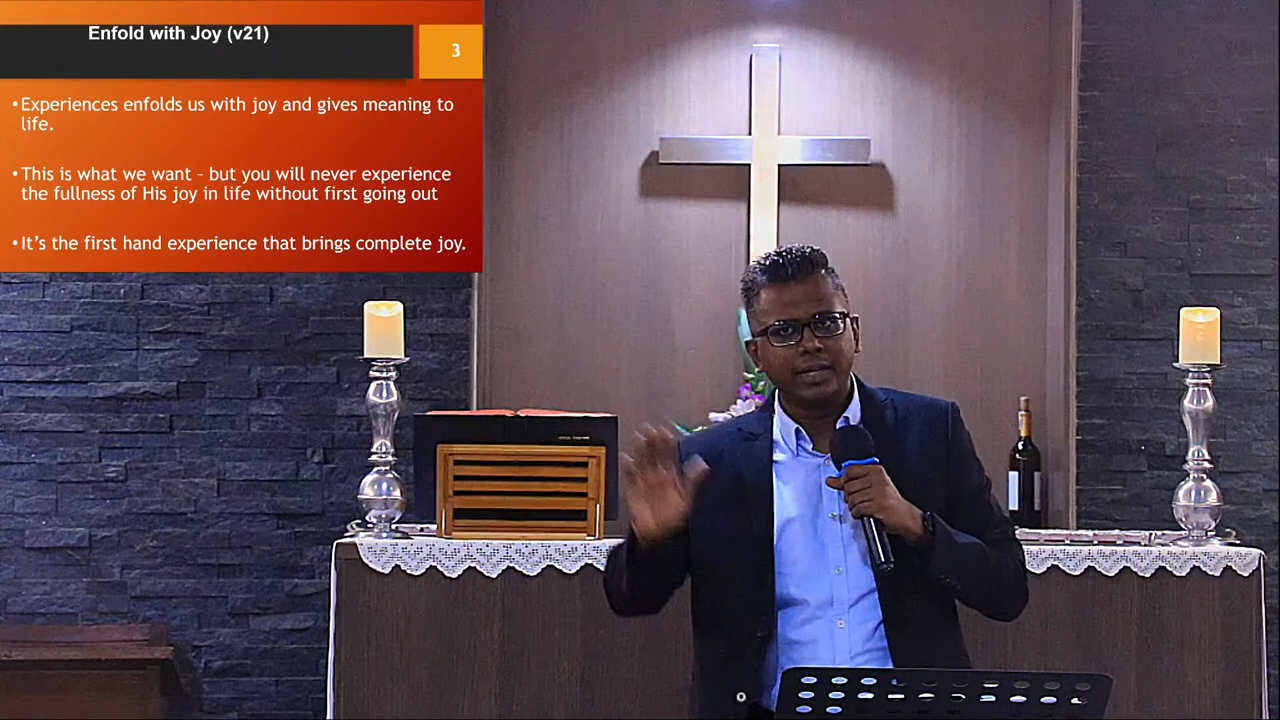 Enfold with Joy (v21)
3
•Experiences enfolds us with joy and gives meaning to
life.
•This is what we want – but you will never experience
the fullness of His joy in life without first going out
•It's the first hand experience that brings complete joy.